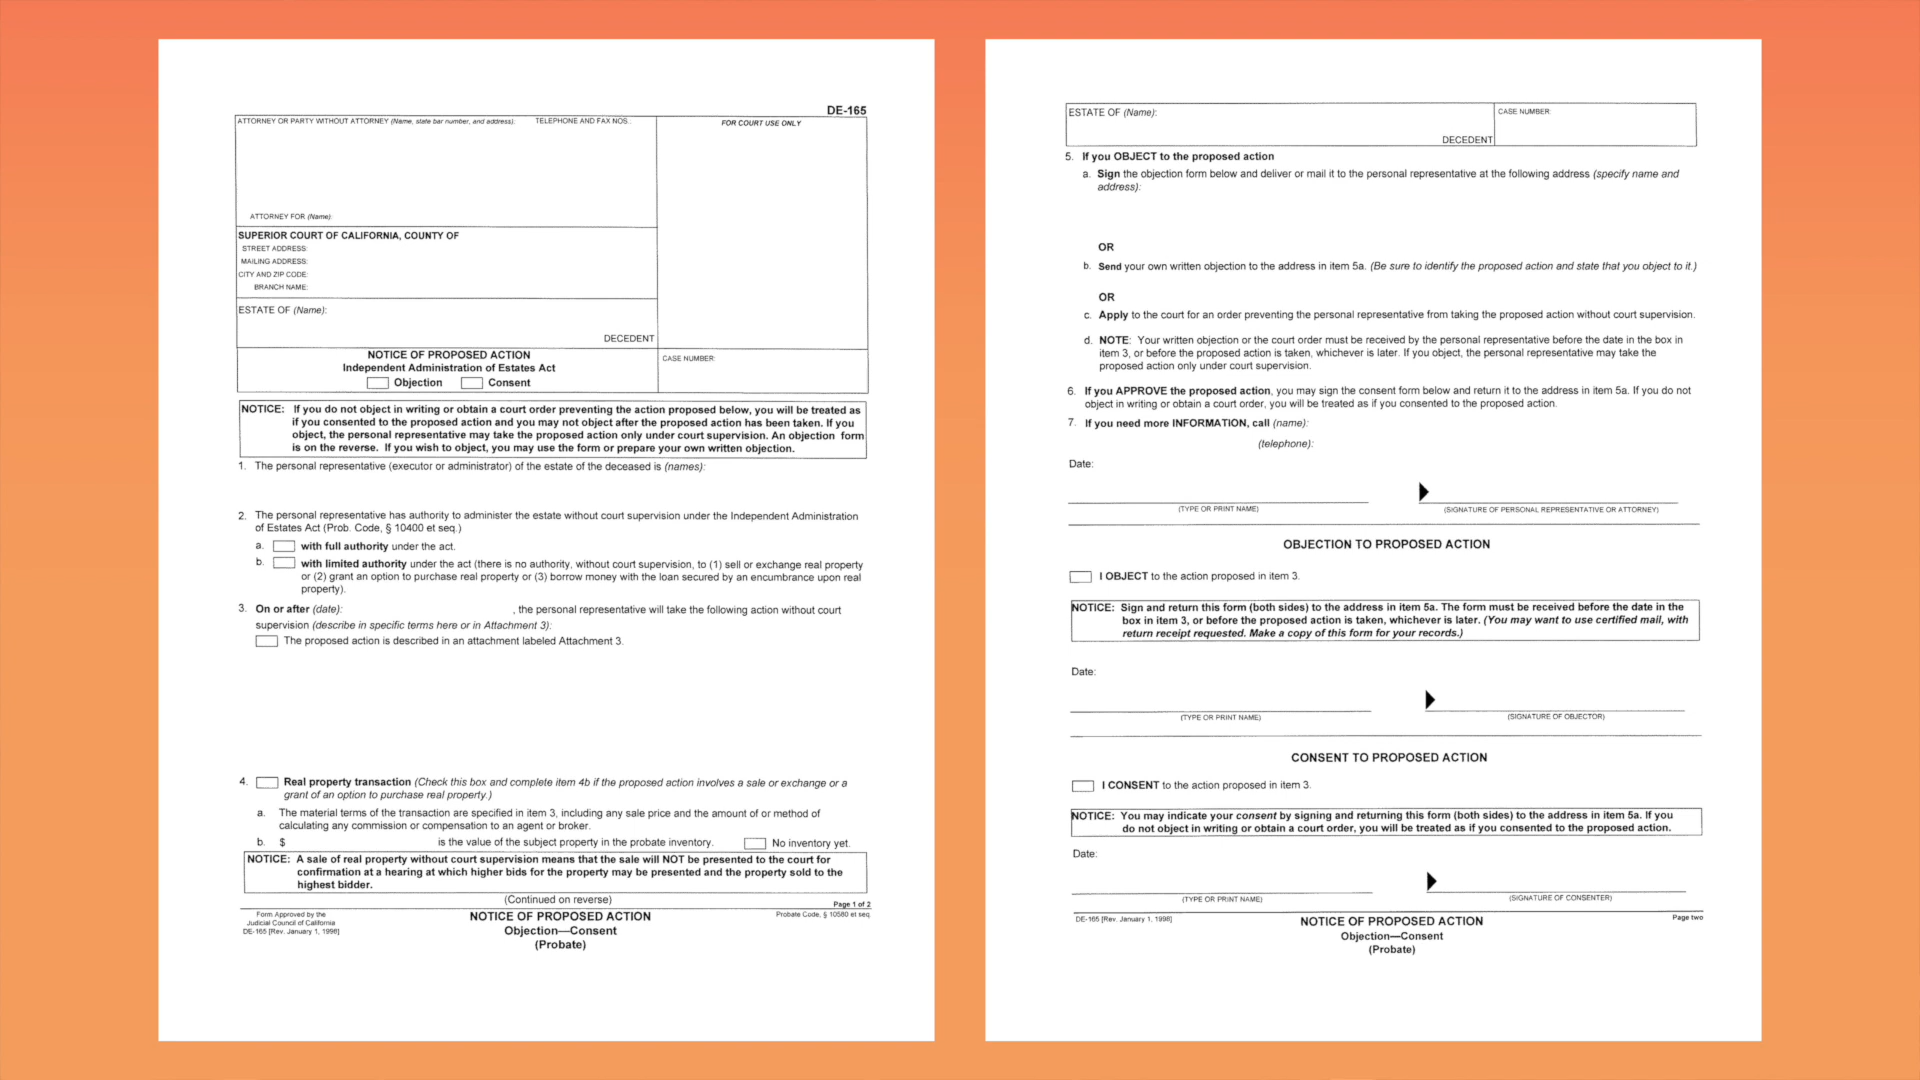 DE-165
ATTORNEY OR PARTY WITHOUT ATTORNEY (Name, state bar number, and address): TELEPHONE AND FAX NOS.:
FOR COURT USE ONLY
ATTORNEY FOR (Name):
SUPERIOR COURT OF CALIFORNIA, COUNTY OF
STREET ADDRESS:
MAILING ADDRESS:
CITY AND ZIP CODE:
BRANCH NAME:
ESTATE OF (Name):
DECEDENT
NOTICE OF PROPOSED ACTION
Independent Administration of Estates Act
Objection Consent
CASE NUMBER:
NOTICE: If you do not object in writing or obtain a court order preventing the action proposed below, you will be treated as
if you consented to the proposed action and you may not object after the proposed action has been taken. If you
object, the personal representative may take the proposed action only under court supervision. An objection form
is on the reverse. If you wish to object, you may use the form or prepare your own written objection.
1. The personal representative (executor or administrator) of the estate of the deceased is (names):
2. The personal representative has authority to administer the estate without court supervision under the Independent Administration
of Estates Act (Prob. Code, § 10400 et seq.)
a. with full authority under the act.
b. with limited authority under the act (there is no authority, without court supervision, to (1) sell or exchange real property
or (2) grant an option to purchase real property or (3) borrow money with the loan secured by an encumbrance upon real
property).
3. On or after (date): , the personal representative will take the following action without court
supervision (describe in specific terms here or in Attachment 3):
The proposed action is described in an attachment labeled Attachment 3.
4. Real property transaction (Check this box and complete item 4b if the proposed action involves a sale or exchange or a
grant of an option to purchase real property.)
a. The material terms of the transaction are specified in item 3, including any sale price and the amount of or method of
calculating any commission or compensation to an agent or broker.
b. $ is the value of the subject property in the probate inventory. No inventory yet.
NOTICE: A sale of real property without court supervision means that the sale will NOT be presented to the court for
confirmation at a hearing at which higher bids for the property may be presented and the property sold to the
highest bidder.
(Continued on reverse)
Page 1 of 2
Form Approved by the
Judicial Council of California
DE-165 [Rev. January 1, 1998]
NOTICE OF PROPOSED ACTION
Objection—Consent
(Probate)
Probate Code, § 10580 et seq.
ESTATE OF (Name):
DECEDENT
CASE NUMBER:
5. If you OBJECT to the proposed action
a. Sign the objection form below and deliver or mail it to the personal representative at the following address (specify name and
address):
OR
b. Send your own written objection to the address in item 5a. (Be sure to identify the proposed action and state that you object to it.)
OR
c. Apply to the court for an order preventing the personal representative from taking the proposed action without court supervision.
d. NOTE: Your written objection or the court order must be received by the personal representative before the date in the box in
item 3, or before the proposed action is taken, whichever is later. If you object, the personal representative may take the
proposed action only under court supervision.
6. If you APPROVE the proposed action, you may sign the consent form below and return it to the address in item 5a. If you do not
object in writing or obtain a court order, you will be treated as if you consented to the proposed action.
7. If you need more INFORMATION, call (name):
(telephone):
Date:
(TYPE OR PRINT NAME) (SIGNATURE OF PERSONAL REPRESENTATIVE OR ATTORNEY)
OBJECTION TO PROPOSED ACTION
I OBJECT to the action proposed in item 3.
NOTICE: Sign and return this form (both sides) to the address in item 5a. The form must be received before the date in the
box in item 3, or before the proposed action is taken, whichever is later. (You may want to use certified mail, with
return receipt requested. Make a copy of this form for your records.)
Date:
(TYPE OR PRINT NAME) (SIGNATURE OF OBJECTOR)
CONSENT TO PROPOSED ACTION
I CONSENT to the action proposed in item 3.
NOTICE: You may indicate your consent by signing and returning this form (both sides) to the address in item 5a. If you
do not object in writing or obtain a court order, you will be treated as if you consented to the proposed action.
Date:
(TYPE OR PRINT NAME) (SIGNATURE OF CONSENTER)
DE-165 [Rev. January 1, 1998]
NOTICE OF PROPOSED ACTION
Objection—Consent
(Probate)
Page two